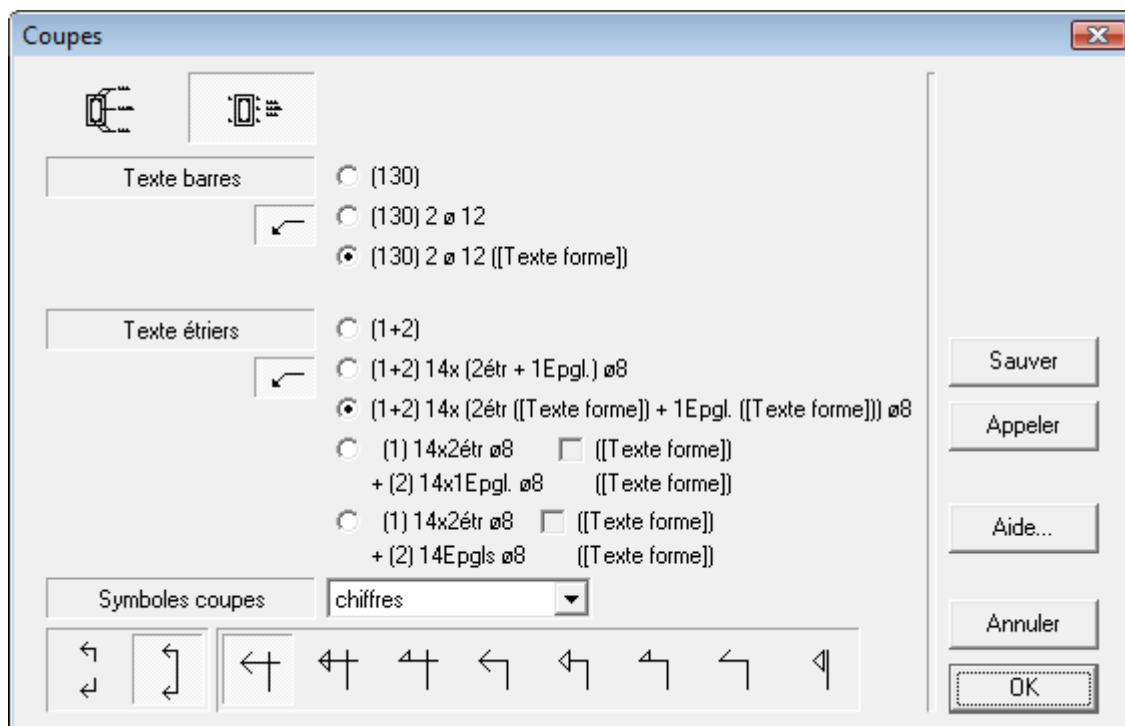 Coupes
Texte barres
(130)
(130) 2 ø 12
(130) 2 ø 12 ([Texte forme])
Texte étriers
(1+2)
(1+2) 14x (2étr + 1Epgl.) ø8
(1+2) 14x (2étr ([Texte forme]) + 1Epgl. ([Texte forme])) ø8
(1) 14x2étr ø8 ([Texte forme])
+ (2) 14x1Epgl. ø8 ([Texte forme])
(1) 14x2étr ø8 ([Texte forme])
+ (2) 14Epgls ø8 ([Texte forme])
Symboles coupes chiffres
Sauver
Appeler
Aide...
Annuler
OK